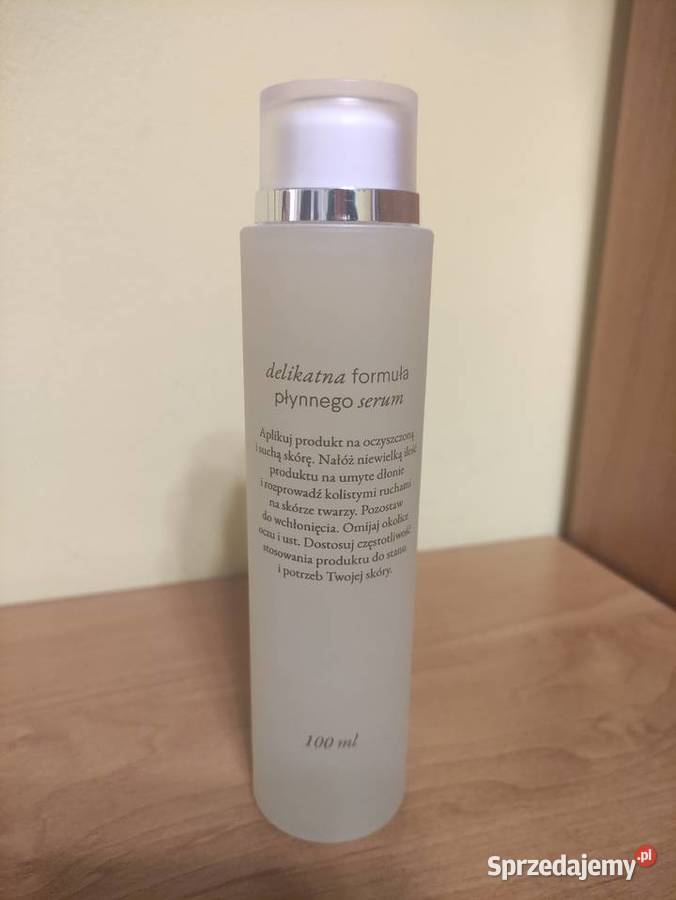 delikatna formuła
płynnego serum
Aplikuj produkt na oczyszczoną
i suchą skórę. Nałóż niewielką ilość
produktu na umyte dłonie
i rozprowadź kolistymi ruchami
na skórze twarzy. Pozostaw
do wchłonięcia. Omijaj okolice
oczu i ust. Dostosuj częstotliwość
stosowania produktu do stanu
i potrzeb Twojej skóry.
100 ml
Sprzedajemy.pl